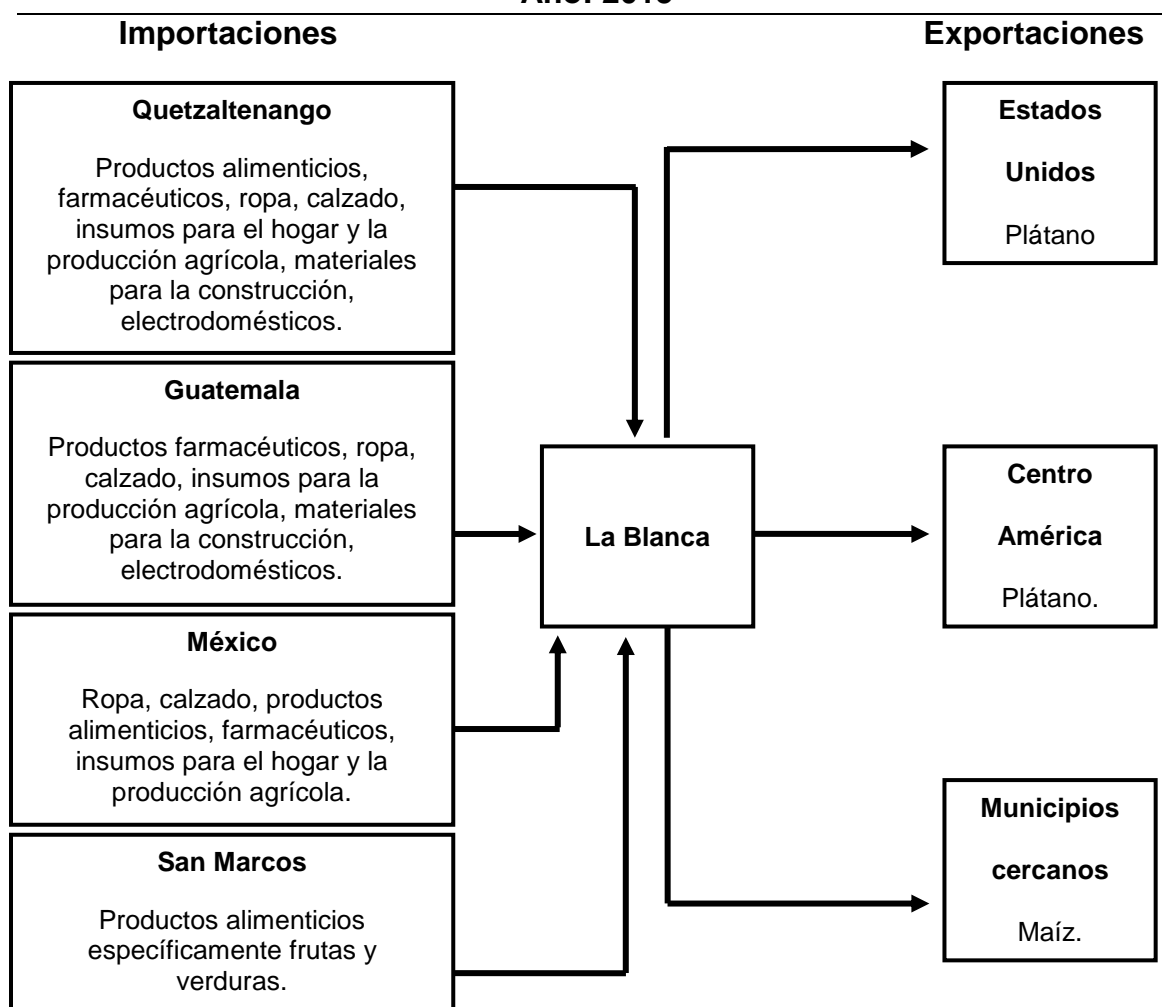 Importaciones
Exportaciones
Quetzaltenango
Productos alimenticios,
farmacéuticos, ropa, calzado,
insumos para el hogar y la
producción agrícola, materiales
para la construcción,
electrodomésticos.
Guatemala
Productos farmacéuticos, ropa,
calzado, insumos para la
producción agrícola, materiales
para la construcción,
electrodomésticos.
México
Ropa, calzado, productos
alimenticios, farmacéuticos,
insumos para el hogar y la
producción agrícola.
San Marcos
Productos alimenticios
específicamente frutas y
verduras.
La Blanca
Estados
Unidos
Plátano
Centro
América
Plátano.
Municipios
cercanos
Maíz.